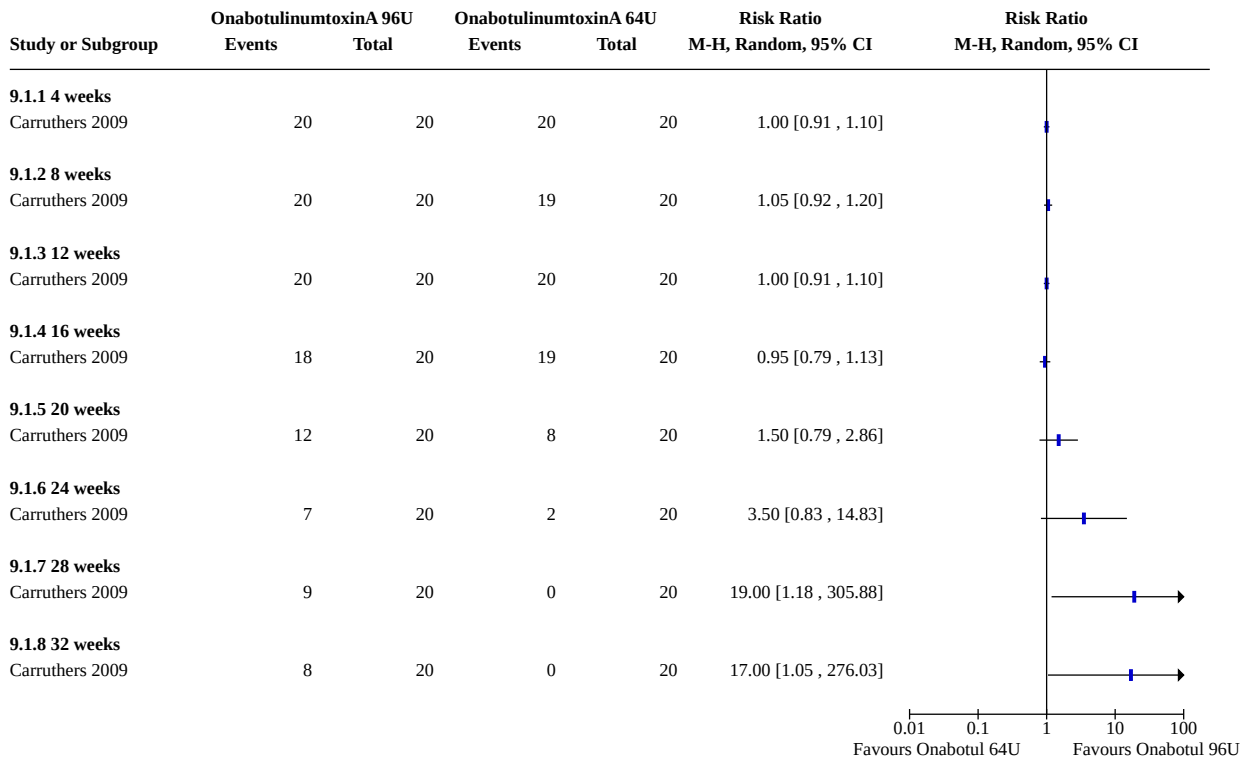 OnabotulinumtoxinA 96U OnabotulinumtoxinA 64U Risk Ratio Risk Ratio
Study or Subgroup Events Total Events Total M-H, Random, 95% CI M-H, Random, 95% CI
9.1.1 4 weeks
Carruthers 2009 20 20 20 20 1.00 [0.91 , 1.10]
9.1.2 8 weeks
Carruthers 2009 20 20 19 20 1.05 [0.92 , 1.20]
9.1.3 12 weeks
Carruthers 2009 20 20 20 20 1.00 [0.91 , 1.10]
9.1.4 16 weeks
Carruthers 2009 18 20 19 20 0.95 [0.79 , 1.13]
9.1.5 20 weeks
Carruthers 2009 12 20 8 20 1.50 [0.79 , 2.86]
9.1.6 24 weeks
Carruthers 2009 7 20 2 20 3.50 [0.83 , 14.83]
9.1.7 28 weeks
Carruthers 2009 9 20 0 20 19.00 [1.18 , 305.88]
9.1.8 32 weeks
Carruthers 2009 8 20 0 20 17.00 [1.05 , 276.03]
0.01 0.1 1 10 100
Favours Onabotul 64U Favours Onabotul 96U